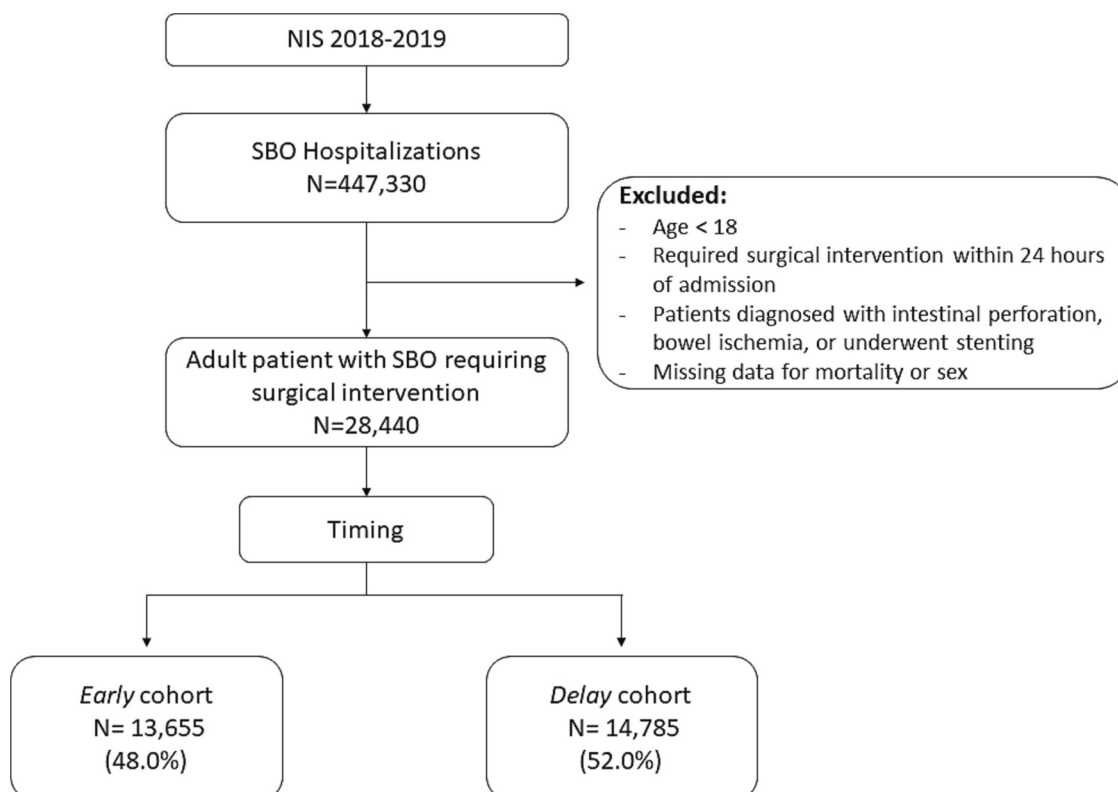 NIS 2018-2019
SBO Hospitalizations
N=447,330
Excluded:
- Age < 18
- Required surgical intervention within 24 hours
of admission
- Patients diagnosed with intestinal perforation,
bowel ischemia, or underwent stenting
- Missing data for mortality or sex
Adult patient with SBO requiring
surgical intervention
N=28,440
Timing
Early cohort
N= 13,655
(48.0%)
Delay cohort
N= 14,785
(52.0%)